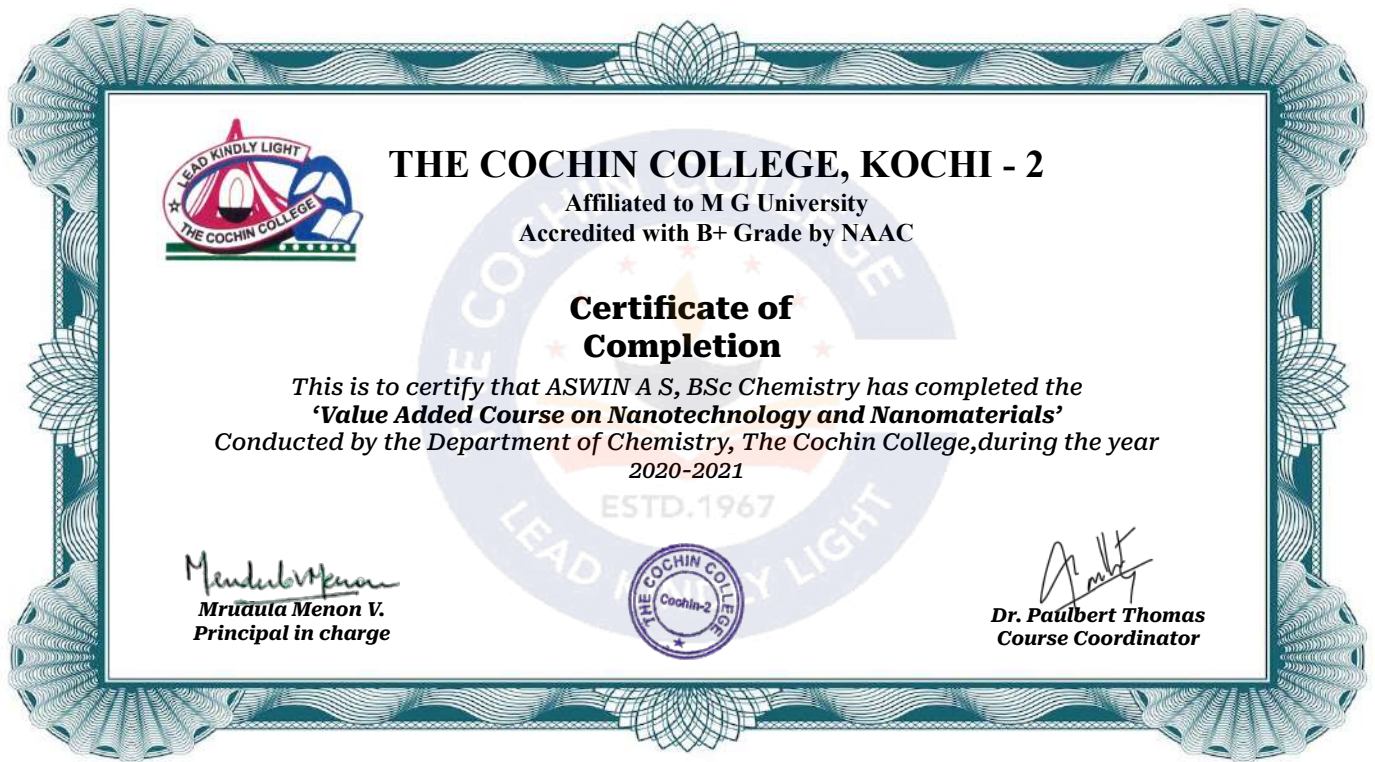 LEAD KINDLY LIGHT
THE COCHIN COLLEGE
THE COCHIN COLLEGE, KOCHI - 2
Affiliated to M G University
Accredited with B+ Grade by NAAC
THE COCHIN COLLEGE
Certificate of
Completion
This is to certify that ASWIN A S, BSc Chemistry has completed the
‘Value Added Course on Nanotechnology and Nanomaterials’
Conducted by the Department of Chemistry, The Cochin College,during the year
2020-2021
ESTD.1967
LEAD KINDLY LIGHT
Mrudula Menon V.
Principal in charge
THE COCHIN COLLEGE
Cochin-2
Dr. Paulbert Thomas
Course Coordinator